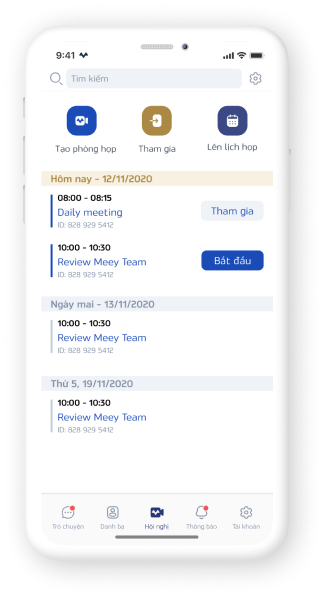 9:41
Tìm kiếm
Tạo phòng họp
Tham gia
Lên lịch họp
Hôm nay - 12/11/2020
08:00 - 08:15
Daily meeting
ID: 828 929 5412
Tham gia
10:00 - 10:30
Review Meey Team
ID: 828 929 5412
Bắt đầu
Ngày mai - 13/11/2020
10:00 - 10:30
Review Meey Team
ID: 828 929 5412
Thứ 5, 19/11/2020
10:00 - 10:30
Review Meey Team
ID: 828 929 5412
Trò chuyện
Danh bạ
Hội nghị
Thông báo
Tài khoản